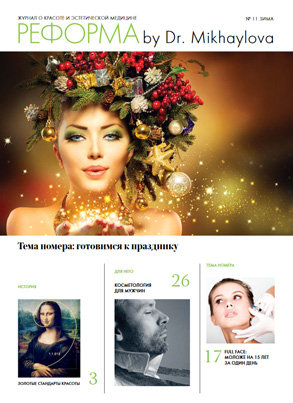 ЖУРНАЛ О КРАСОТЕ И ЭСТЕТИЧЕСКОЙ МЕДИЦИНЕ
№ 11 ЗИМА
РЕФОРМА by Dr. Mikhaylova
Тема номера: готовимся к празднику
ИСТОРИЯ
ЗОЛОТЫЕ СТАНДАРТЫ КРАСОТЫ
3
ДЛЯ НЕГО
КОСМЕТОЛОГИЯ
ДЛЯ МУЖЧИН
26
ТЕМА НОМЕРА
17
FULL FACE:
МОЛОЖЕ НА 15 ЛЕТ
ЗА ОДИН ДЕНЬ